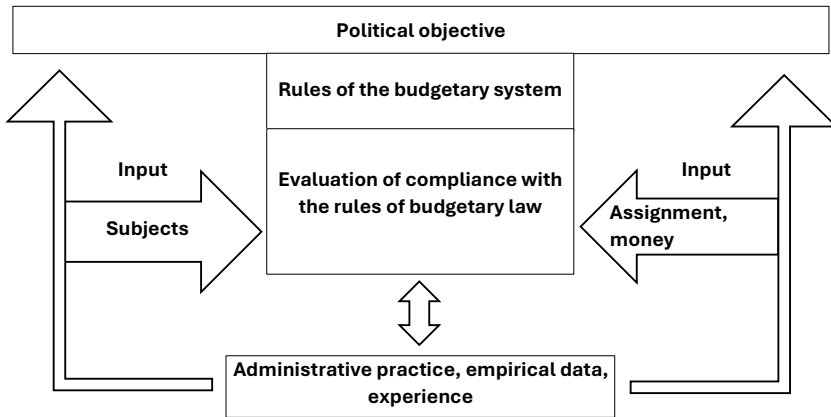 Political objective
Rules of the budgetary system
Input
Subjects
Evaluation of compliance with
the rules of budgetary law
Input
Assignment,
money
Administrative practice, empirical data,
experience